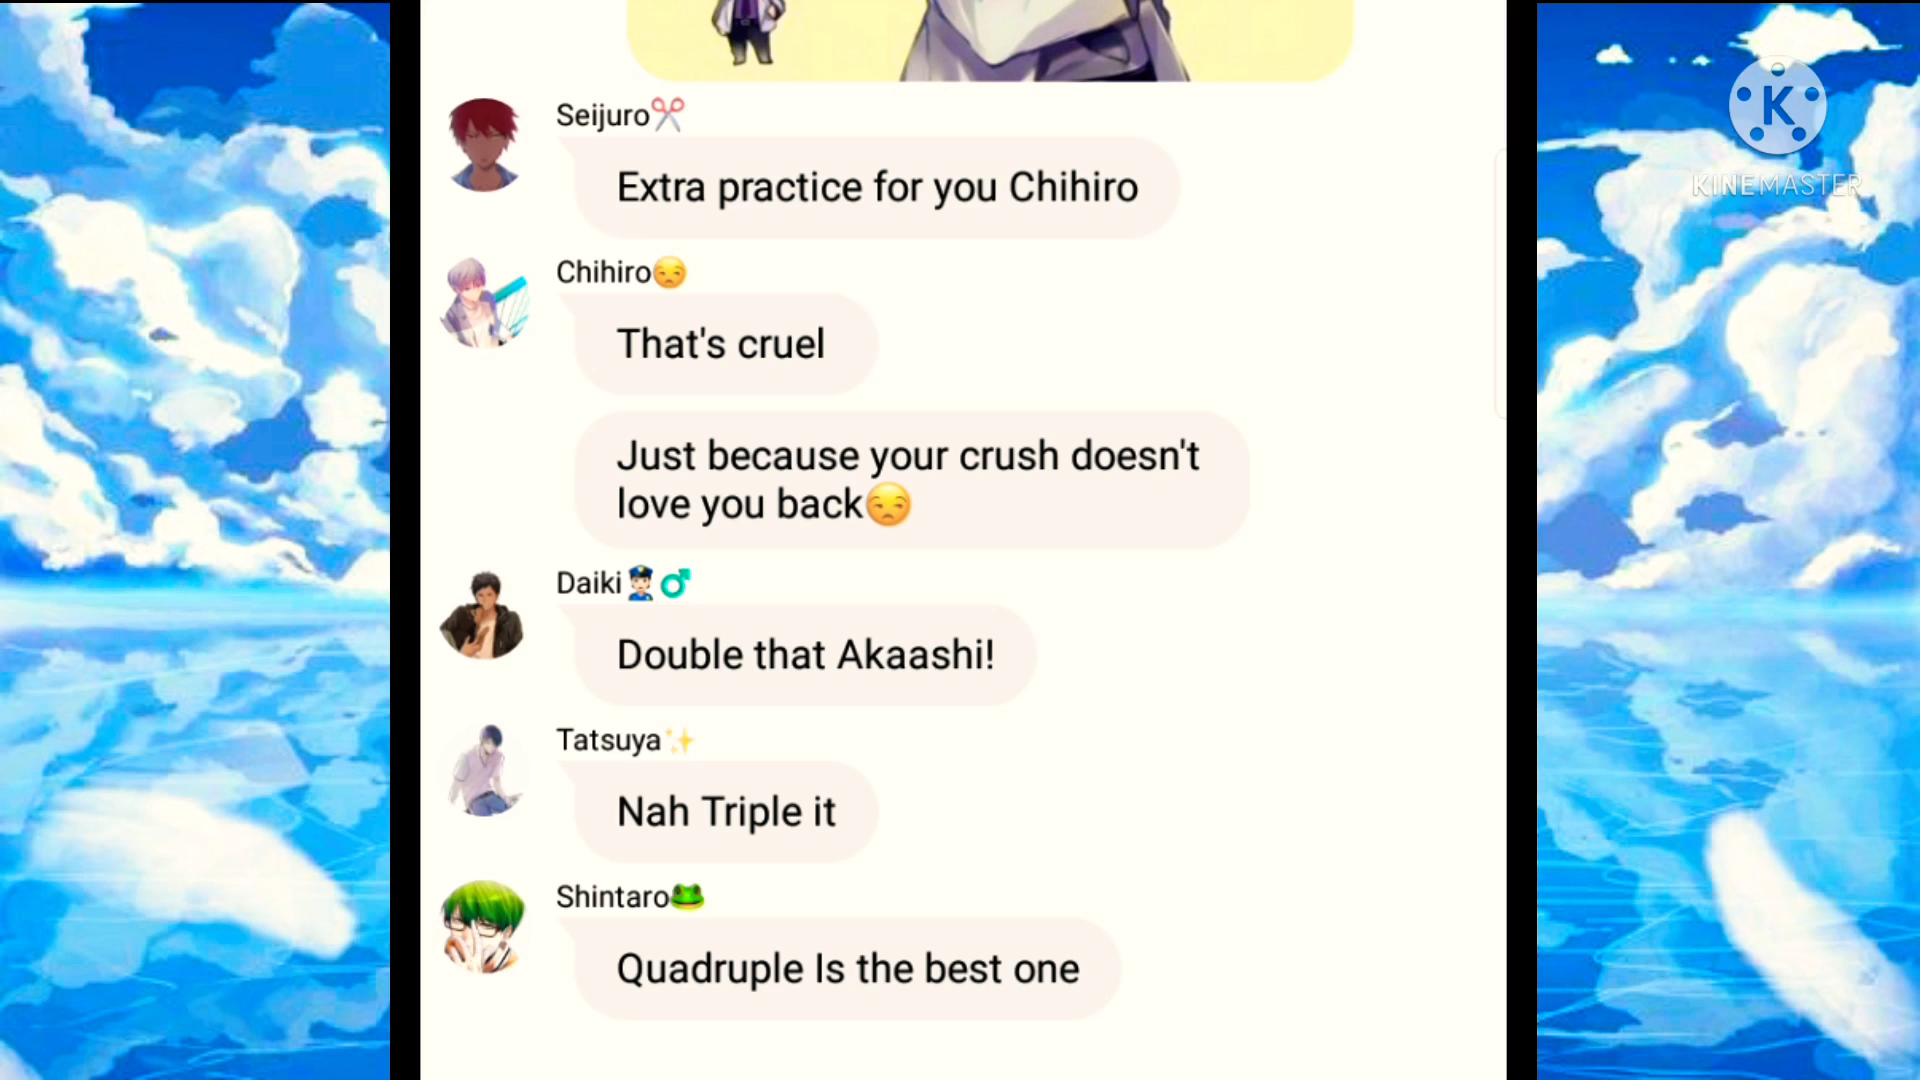 Seijuro✂️
Extra practice for you Chihiro
Chihiro😒
That's cruel
Just because your crush doesn't
love you back😒
Daiki👮🏻♂
Double that Akaashi!
Tatsuya✨
Nah Triple it
Shintaro🐸
Quadruple Is the best one
K
KINEMASTER